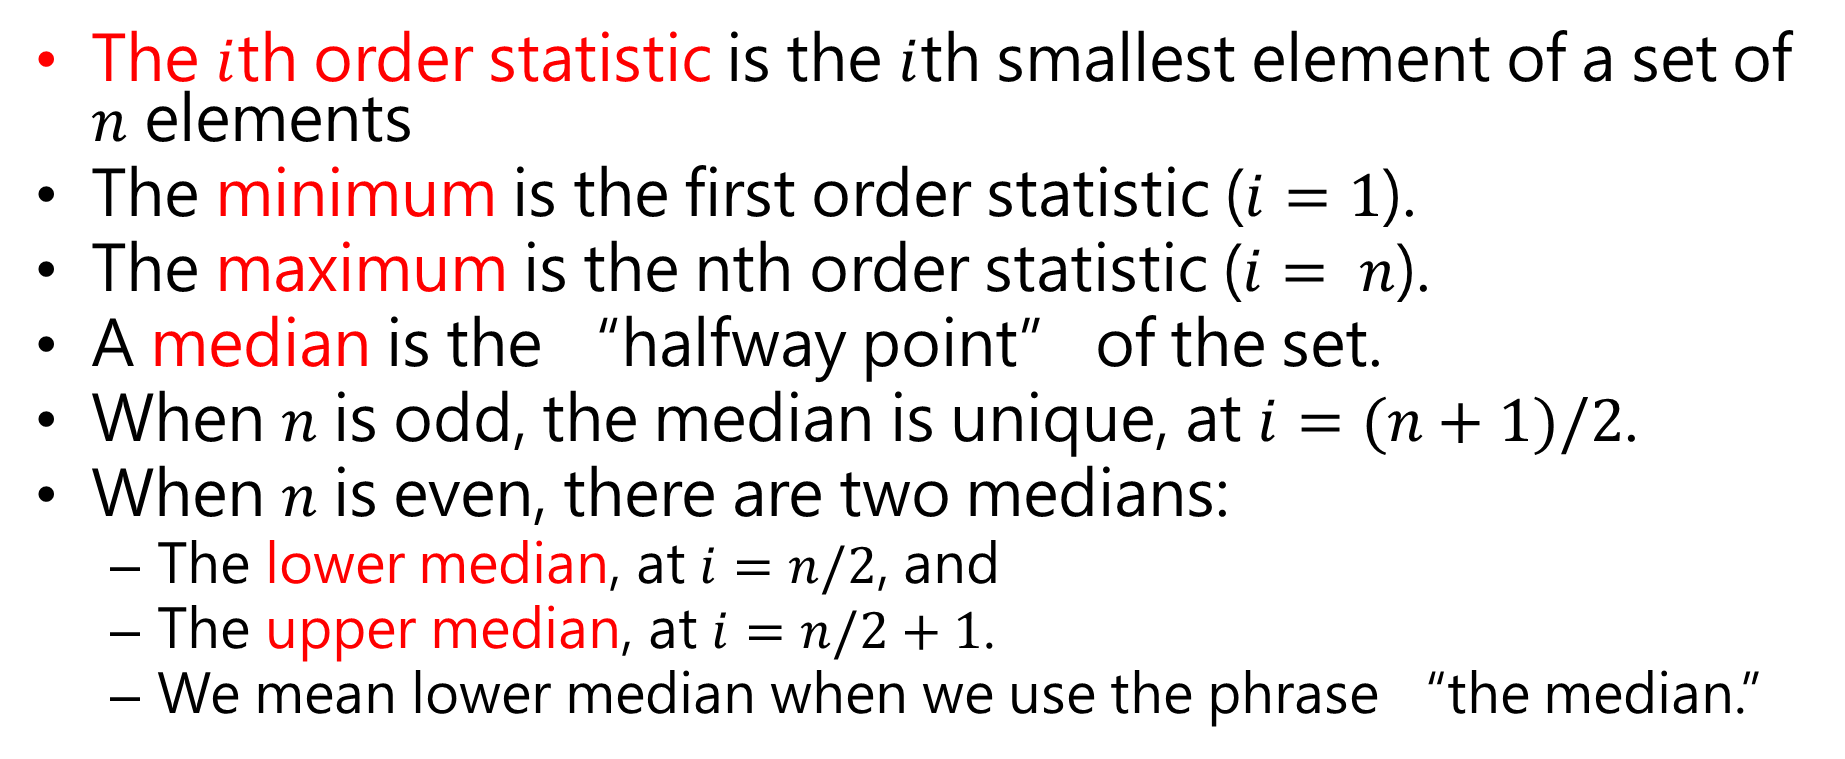 • The 𝑖th order statistic is the 𝑖th smallest element of a set of
𝑛 elements
• The minimum is the first order statistic (𝑖 = 1).
• The maximum is the nth order statistic (𝑖 = 𝑛).
• A median is the “halfway point” of the set.
• When 𝑛 is odd, the median is unique, at 𝑖 = (𝑛 + 1)/2.
• When 𝑛 is even, there are two medians:
– The lower median, at 𝑖 = 𝑛/2, and
– The upper median, at 𝑖 = 𝑛/2 + 1.
– We mean lower median when we use the phrase “the median.”